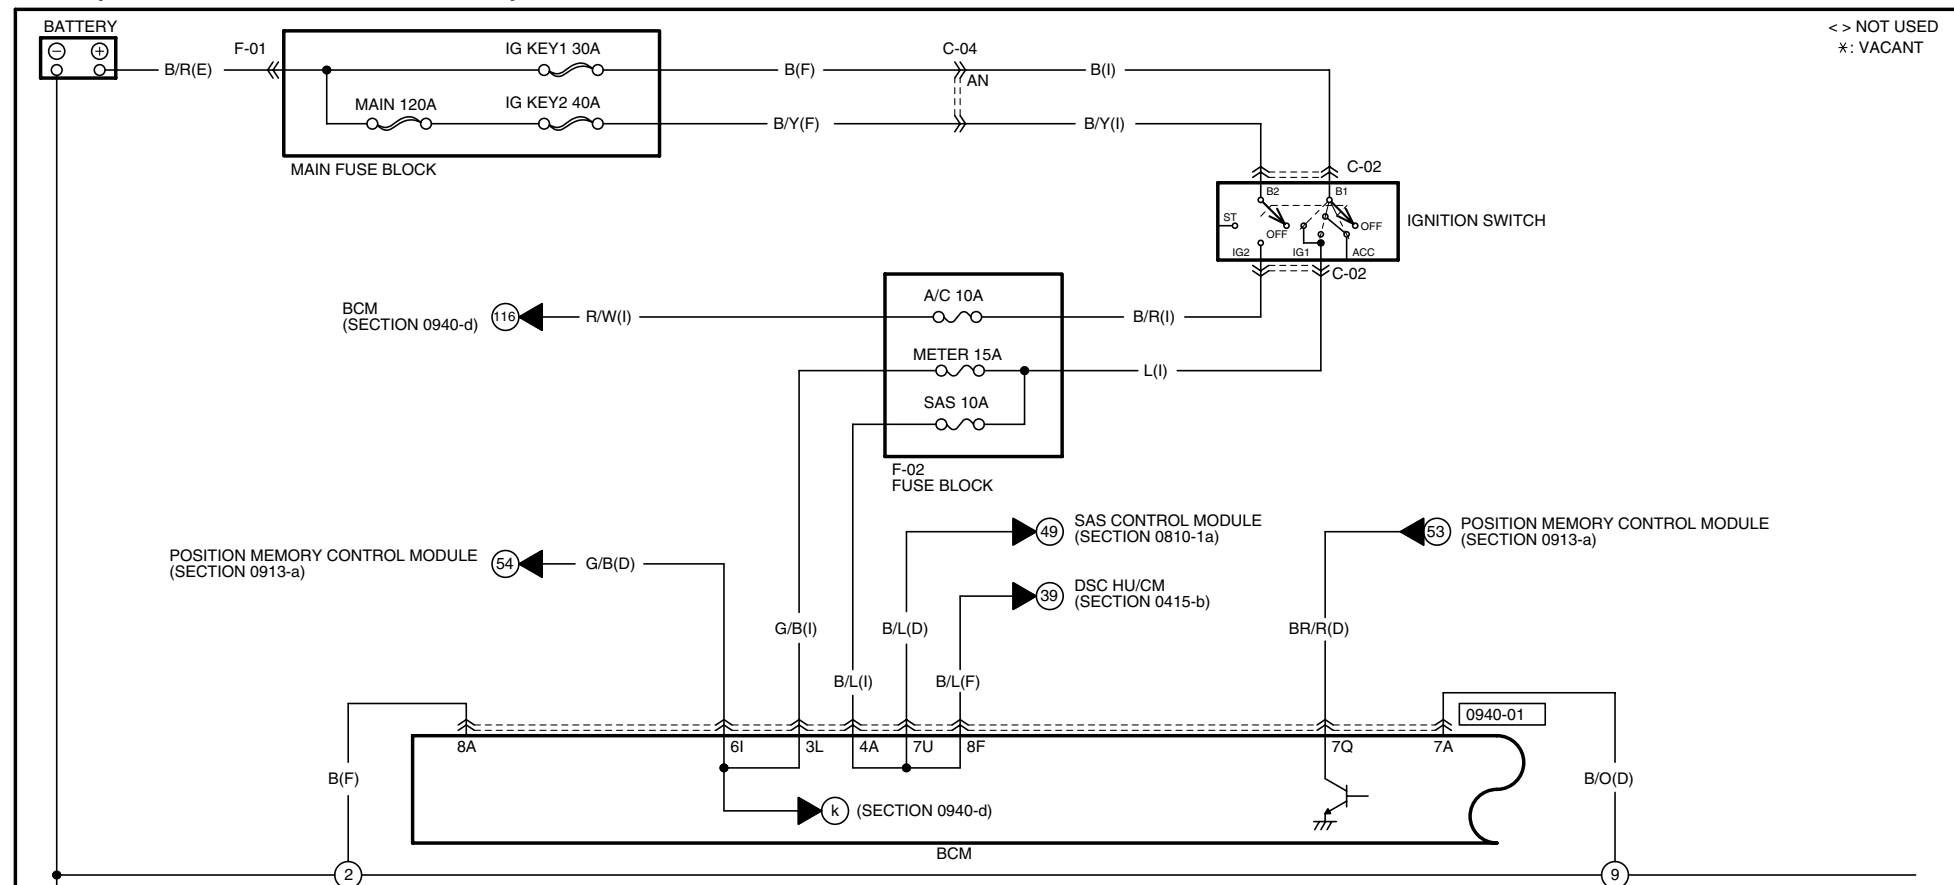 BATTERY
< > NOT USED
*: VACANT
F-01
IG KEY1 30A
C-04
B/R(E)
B(F)
B(I)
AN
MAIN 120A
IG KEY2 40A
B/Y(F)
B/Y(I)
MAIN FUSE BLOCK
C-02
B2
B1
ST
OFF
OFF
IGNITION SWITCH
IG2
IG1
ACC
C-02
A/C 10A
BCM
(SECTION 0940-d)
116
R/W(I)
B/R(I)
METER 15A
L(I)
SAS 10A
F-02
FUSE BLOCK
49
SAS CONTROL MODULE
(SECTION 0810-1a)
53
POSITION MEMORY CONTROL MODULE
(SECTION 0913-a)
POSITION MEMORY CONTROL MODULE
(SECTION 0913-a)
54
G/B(D)
39
DSC HU/CM
(SECTION 0415-b)
G/B(I)
B/L(D)
BR/R(D)
B/L(I)
B/L(F)
0940-01
8A
6I
3L
4A
7U
8F
7Q
7A
B(F)
B/O(D)
k
(SECTION 0940-d)
BCM
2
9